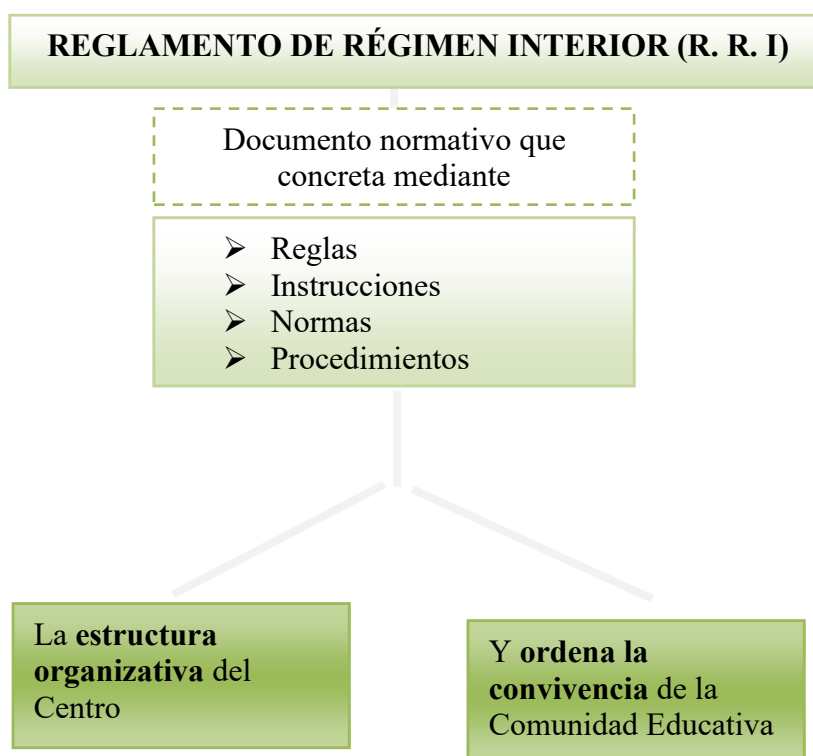 REGLAMENTO DE RÉGIMEN INTERIOR (R. R. I)
Documento normativo que
concreta mediante
➢ Reglas
➢ Instrucciones
➢ Normas
➢ Procedimientos
La estructura
organizativa del
Centro
Y ordena la
convivencia de la
Comunidad Educativa